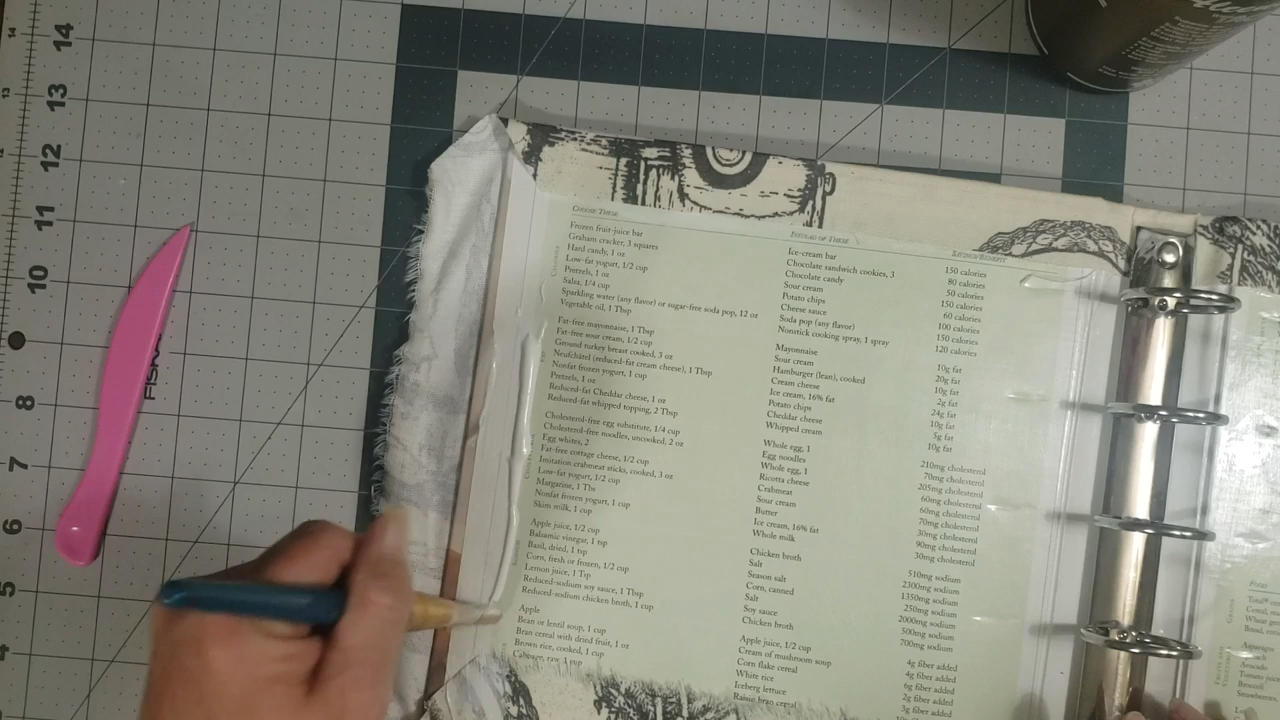 CHOOSE THESE INSTEAD OF THESE SAVINGS/BENEFIT
Frozen fruit-juice bar Ice-cream bar 150 calories
Graham cracker, 3 squares Chocolate sandwich cookies, 3 80 calories
Hard candy, 1 oz Chocolate candy 50 calories
Low-fat yogurt, 1/2 cup Sour cream 150 calories
Pretzels, 1 oz Potato chips 60 calories
Salsa, 1/4 cup Cheese sauce 100 calories
Sparkling water (any flavor) or sugar-free soda pop, 12 oz Soda pop (any flavor) 150 calories
Vegetable oil, 1 Tbsp Nonstick cooking spray, 1 spray 120 calories
Fat-free mayonnaise, 1 Tbsp Mayonnaise 10g fat
Fat-free sour cream, 1/2 cup Sour cream 20g fat
Ground turkey breast cooked, 3 oz Hamburger (lean), cooked 10g fat
Neufchâtel (reduced-fat cream cheese), 1 Tbsp Cream cheese 2g fat
Nonfat frozen yogurt, 1 cup Ice cream, 16% fat 24g fat
Pretzels, 1 oz Potato chips 10g fat
Reduced-fat Cheddar cheese, 1 oz Cheddar cheese 5g fat
Reduced-fat whipped topping, 2 Tbsp Whipped cream 10g fat
Cholesterol-free egg substitute, 1/4 cup Whole egg, 1 210mg cholesterol
Cholesterol-free noodles, uncooked, 2 oz Egg noodles 70mg cholesterol
Egg whites, 2 Whole egg, 1 205mg cholesterol
Fat-free cottage cheese, 1/2 cup Ricotta cheese 60mg cholesterol
Imitation crabmeat sticks, cooked, 3 oz Crabmeat 60mg cholesterol
Low-fat yogurt, 1/2 cup Sour cream 70mg cholesterol
Margarine, 1 Tbs Butter 30mg cholesterol
Nonfat frozen yogurt, 1 cup Ice cream, 16% fat 90mg cholesterol
Skim milk, 1 cup Whole milk 30mg cholesterol
Apple juice, 1/2 cup Chicken broth 510mg sodium
Balsamic vinegar, 1 tsp Salt 2300mg sodium
Basil, dried, 1 tsp Season salt 1350mg sodium
Corn, fresh or frozen, 1/2 cup Corn, canned 250mg sodium
Lemon juice, 1 Tsp Salt 2000mg sodium
Reduced-sodium soy sauce, 1 Tbsp Soy sauce 500mg sodium
Reduced-sodium chicken broth, 1 cup Chicken broth 700mg sodium
Apple Apple juice, 1/2 cup 4g fiber added
Bean or lentil soup, 1 cup Cream of mushroom soup 4g fiber added
Bran cereal with dried fruit, 1 oz Corn flake cereal 6g fiber added
Brown rice, cooked, 1 cup White rice 2g fiber added
Cabbage, raw, 1 cup Iceberg lettuce 3g fiber added
Raisin bran cereal
14
13
12
11
10
8
7
6
5
4
FISKA
Avocado
Tomato juice
Broccoli